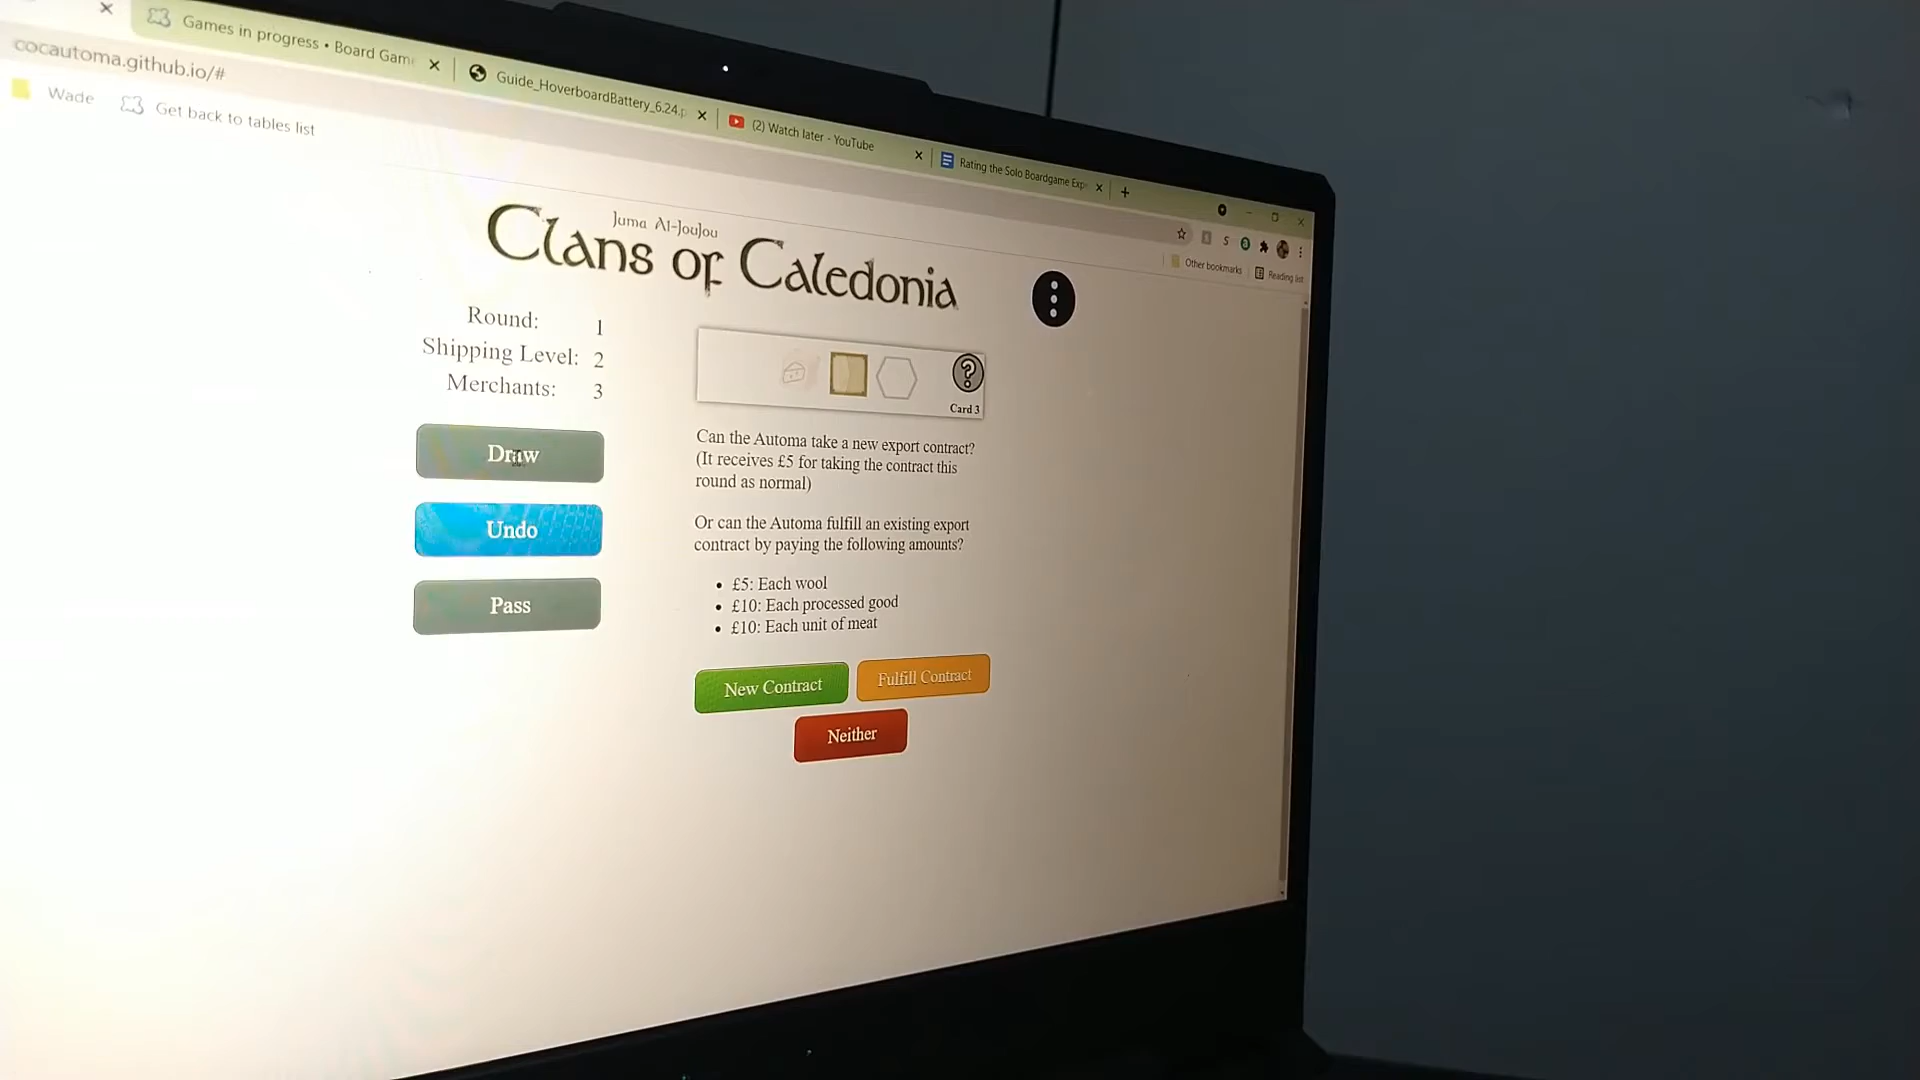 Games in progress • Board Game
Guide_HoverboardBattery_6.24.p
(2) Watch later - YouTube
Rating the Solo Boardgame Exp
cocautoma.github.io/#
Wade
Get back to tables list
Other bookmarks
Reading list
Juma Al-JouJou
Clans of Caledonia
Round: 1
Shipping Level: 2
Merchants: 3
Card 3
Draw
Undo
Pass
Can the Automa take a new export contract?
(It receives £5 for taking the contract this
round as normal)
Or can the Automa fulfill an existing export
contract by paying the following amounts?
• £5: Each wool
• £10: Each processed good
• £10: Each unit of meat
New Contract
Fulfill Contract
Neither